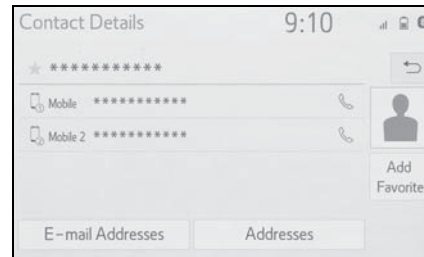 Contact Details 9:10
***********
Mobile ***********
Mobile 2 ***********
Add
Favorite
E-mail Addresses Addresses